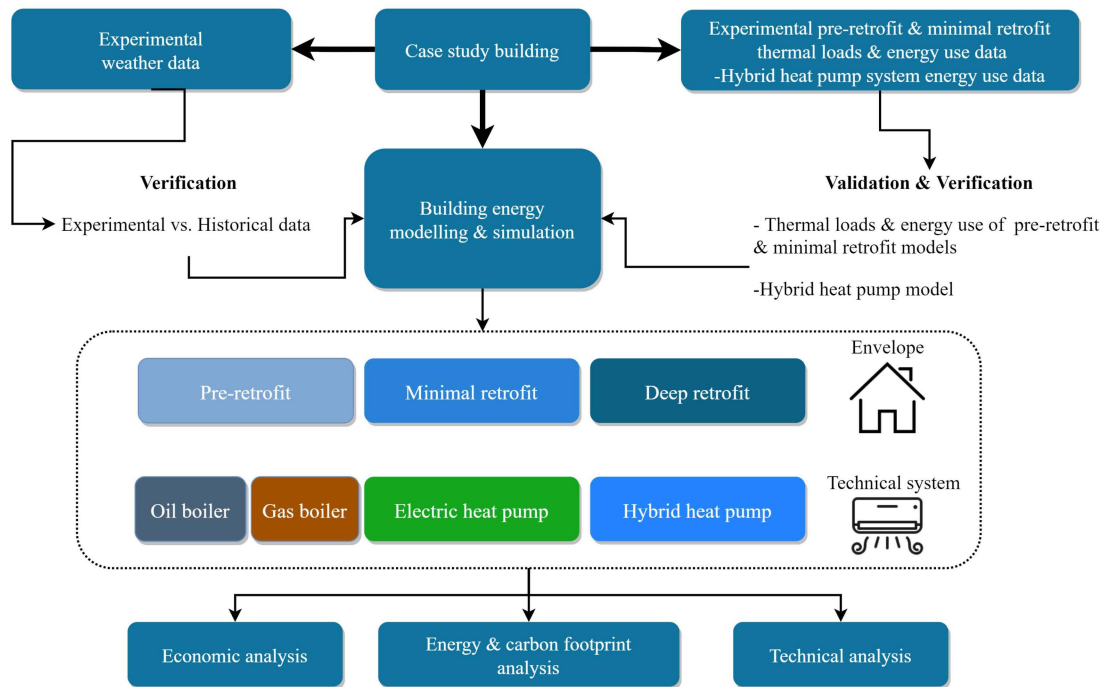 Experimental
weather data
Case study building
Experimental pre-retrofit & minimal retrofit
thermal loads & energy use data
-Hybrid heat pump system energy use data
Verification
Experimental vs. Historical data
Building energy
modelling & simulation
Validation & Verification
- Thermal loads & energy use of pre-retrofit
& minimal retrofit models
-Hybrid heat pump model
Envelope
Pre-retrofit
Minimal retrofit
Deep retrofit
Technical system
Oil boiler
Gas boiler
Electric heat pump
Hybrid heat pump
Economic analysis
Energy & carbon footprint
analysis
Technical analysis